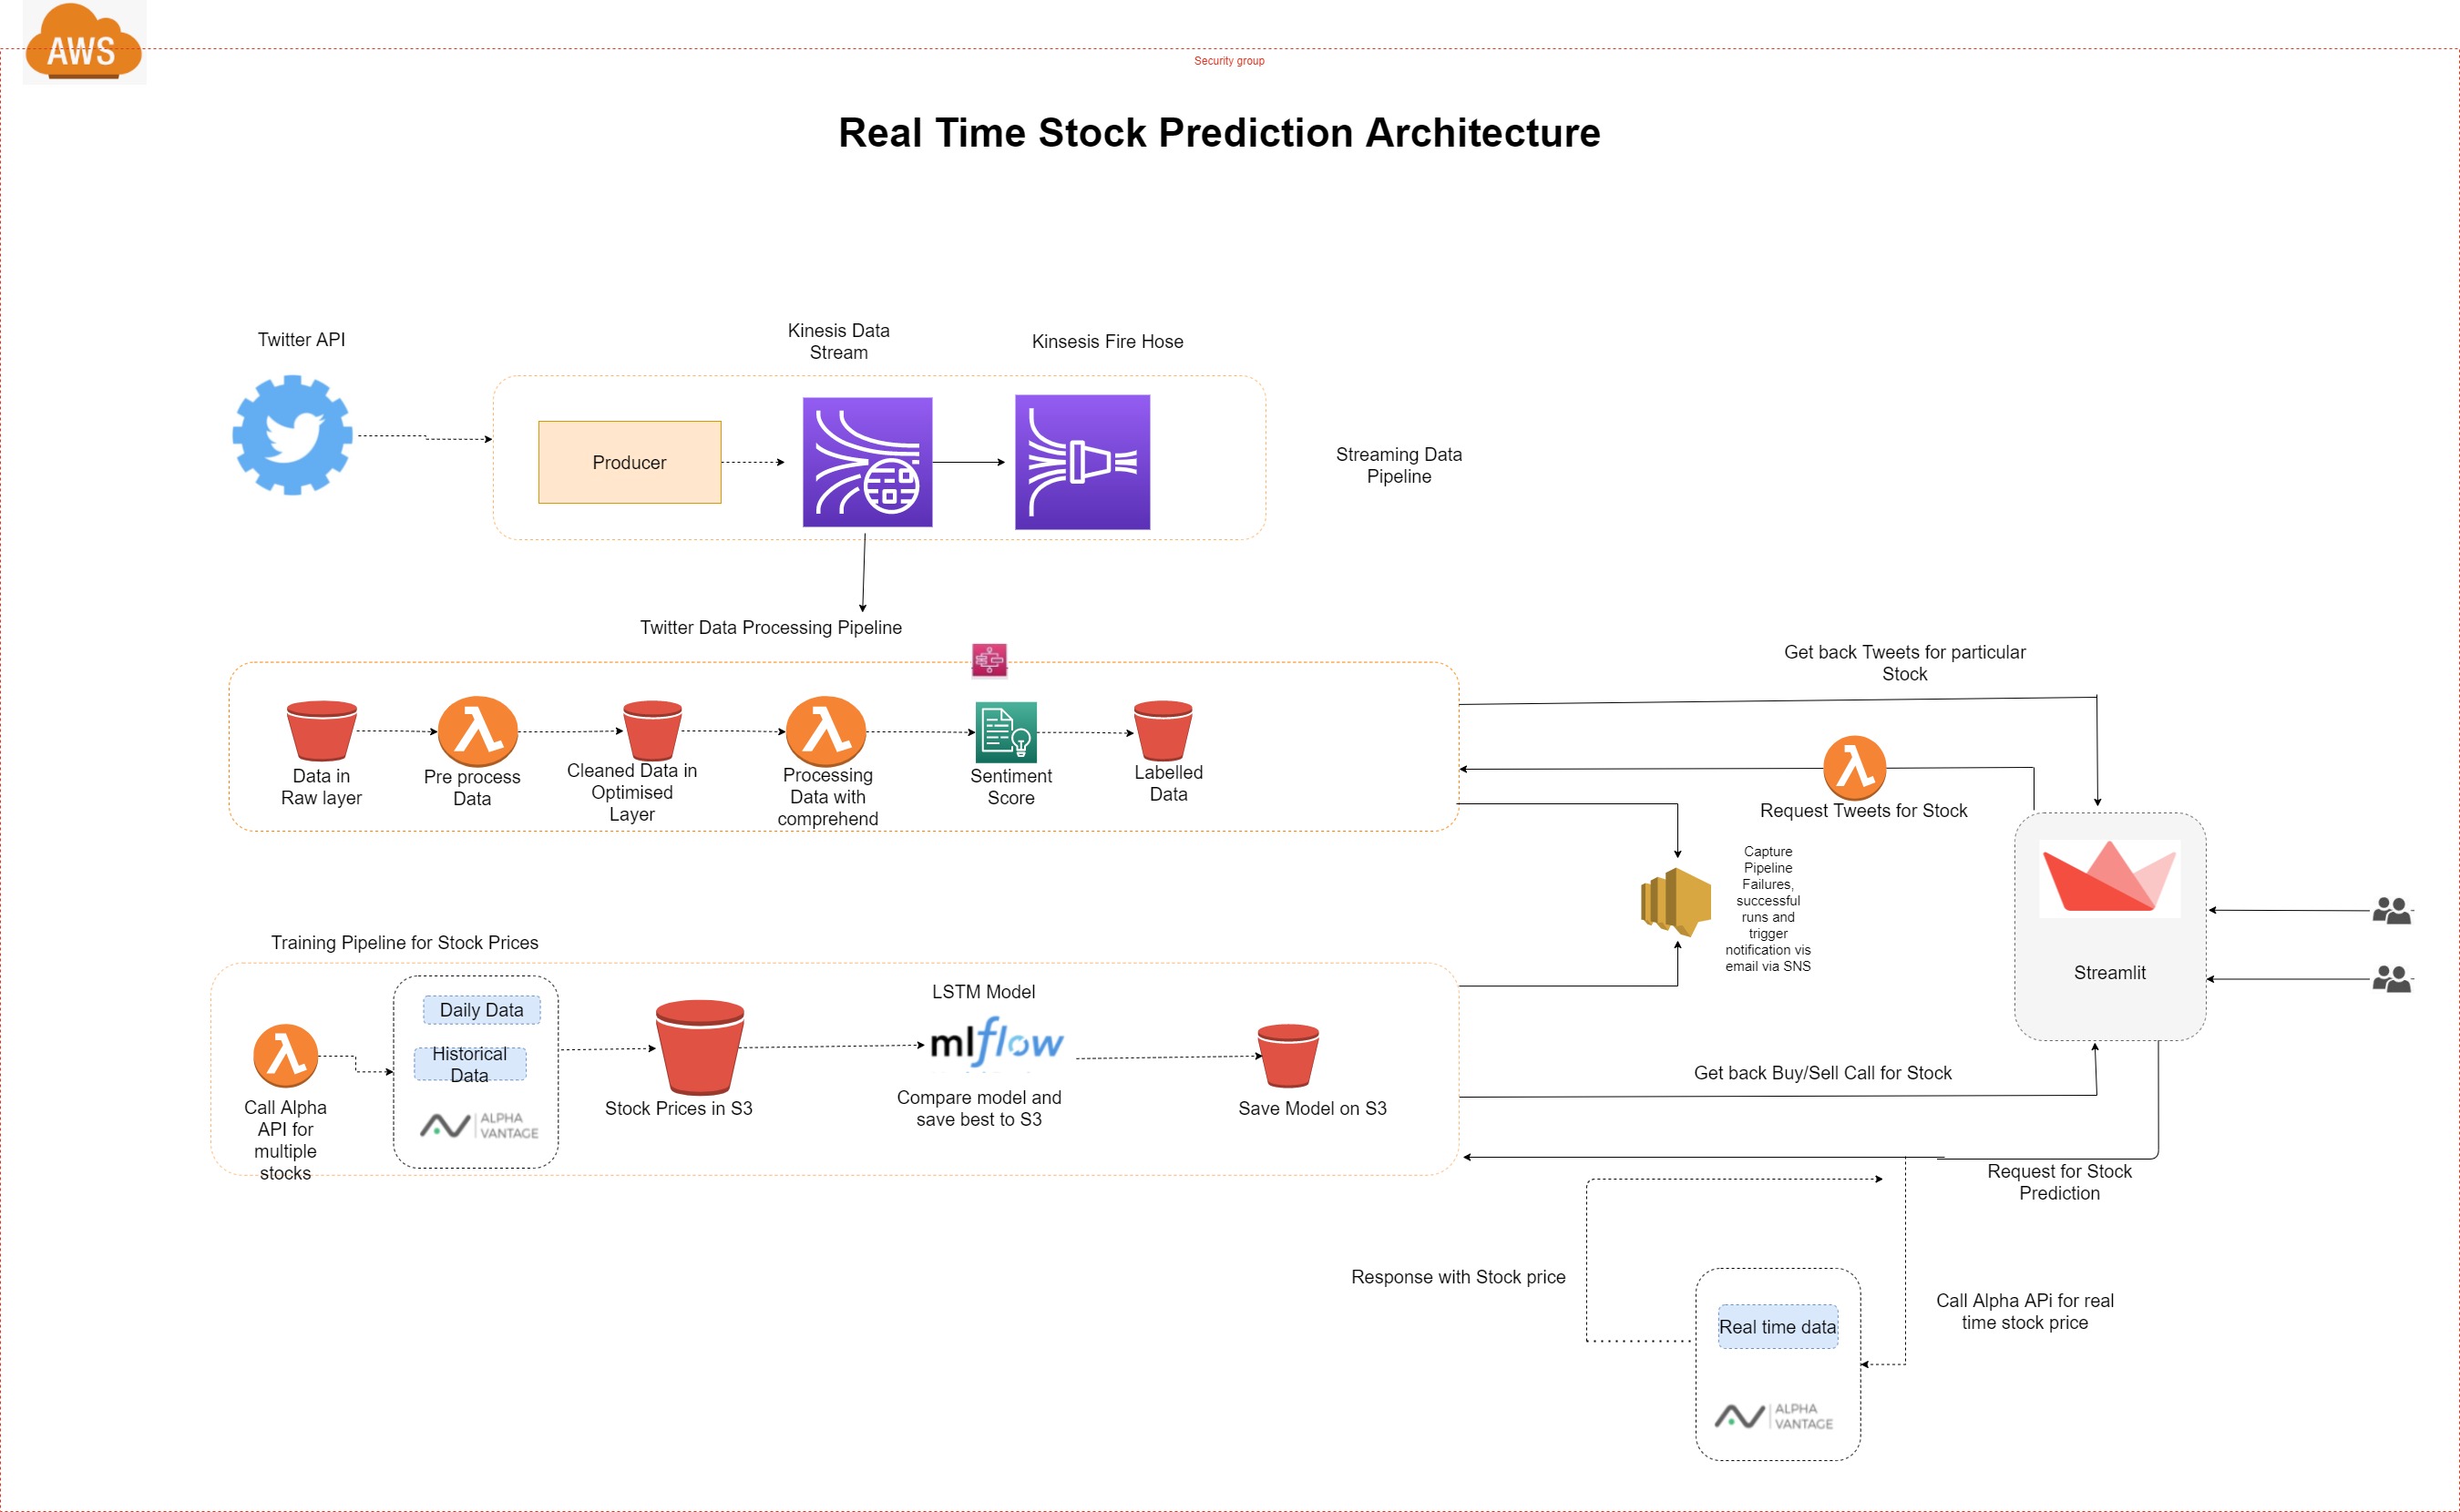 AWS
Security group
Real Time Stock Prediction Architecture
Twitter API
Kinesis Data
Stream
Kinsesis Fire Hose
Producer
Streaming Data
Pipeline
Twitter Data Processing Pipeline
Data in
Raw layer
Pre process
Data
Cleaned Data in
Optimised
Layer
Processing
Data with
comprehend
Sentiment
Score
Labelled
Data
Get back Tweets for particular
Stock
Request Tweets for Stock
Capture
Pipeline
Failures,
successful
runs and
trigger
notification vis
email via SNS
Streamlit
Training Pipeline for Stock Prices
Call Alpha
API for
multiple
stocks
Daily Data
Historical
Data
ALPHA
VANTAGE
Stock Prices in S3
LSTM Model
mlflow
Compare model and
save best to S3
Save Model on S3
Get back Buy/Sell Call for Stock
Request for Stock
Prediction
Response with Stock price
Call Alpha APi for real
time stock price
Real time data
ALPHA
VANTAGE